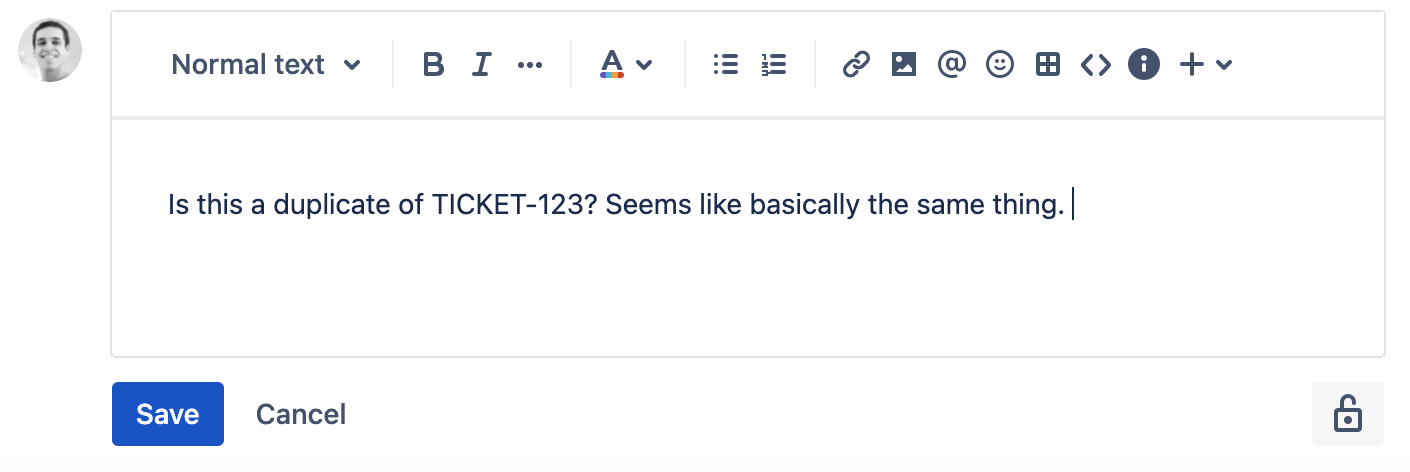 Normal text
Is this a duplicate of TICKET-123? Seems like basically the same thing.
Save Cancel